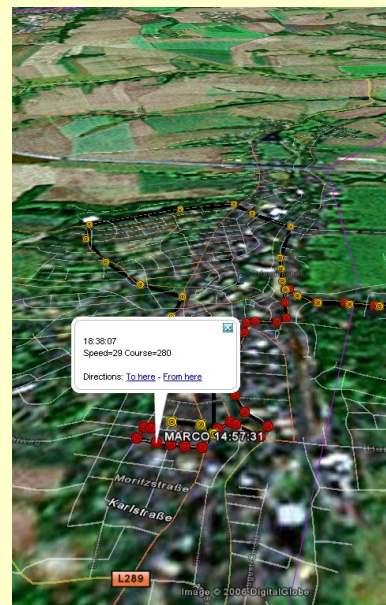 18:38:07
Speed=29 Course=280
Directions: To here - From here
MARCO 14:57:31
Moritzstraße
Karlstraße
L289
Image © 2006 DigitalGlobe